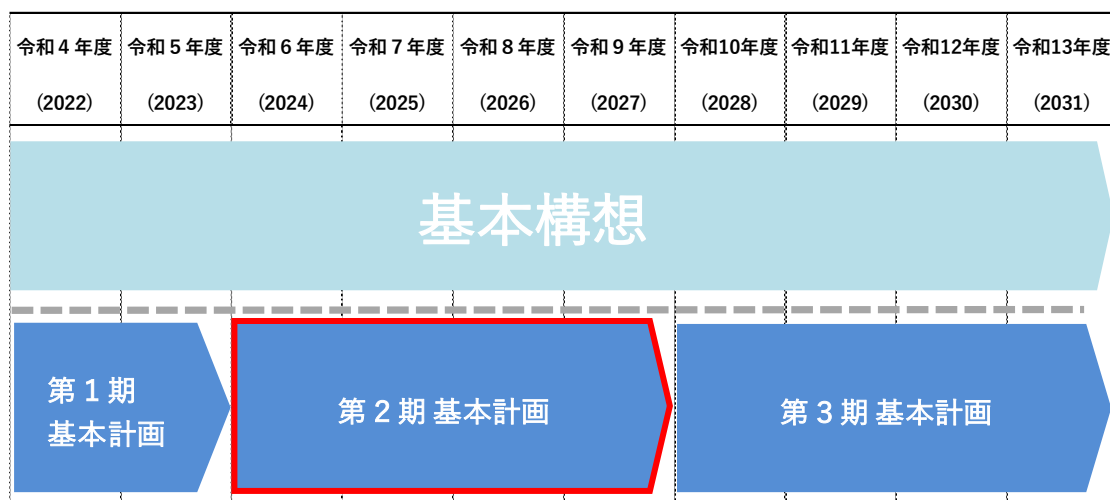 令和４年度 令和５年度 令和６年度 令和７年度 令和８年度 令和９年度 令和10年度 令和11年度 令和12年度 令和13年度
(2022) (2023) (2024) (2025) (2026) (2027) (2028) (2029) (2030) (2031)
基本構想
第１期
基本計画
第２期 基本計画
第３期 基本計画